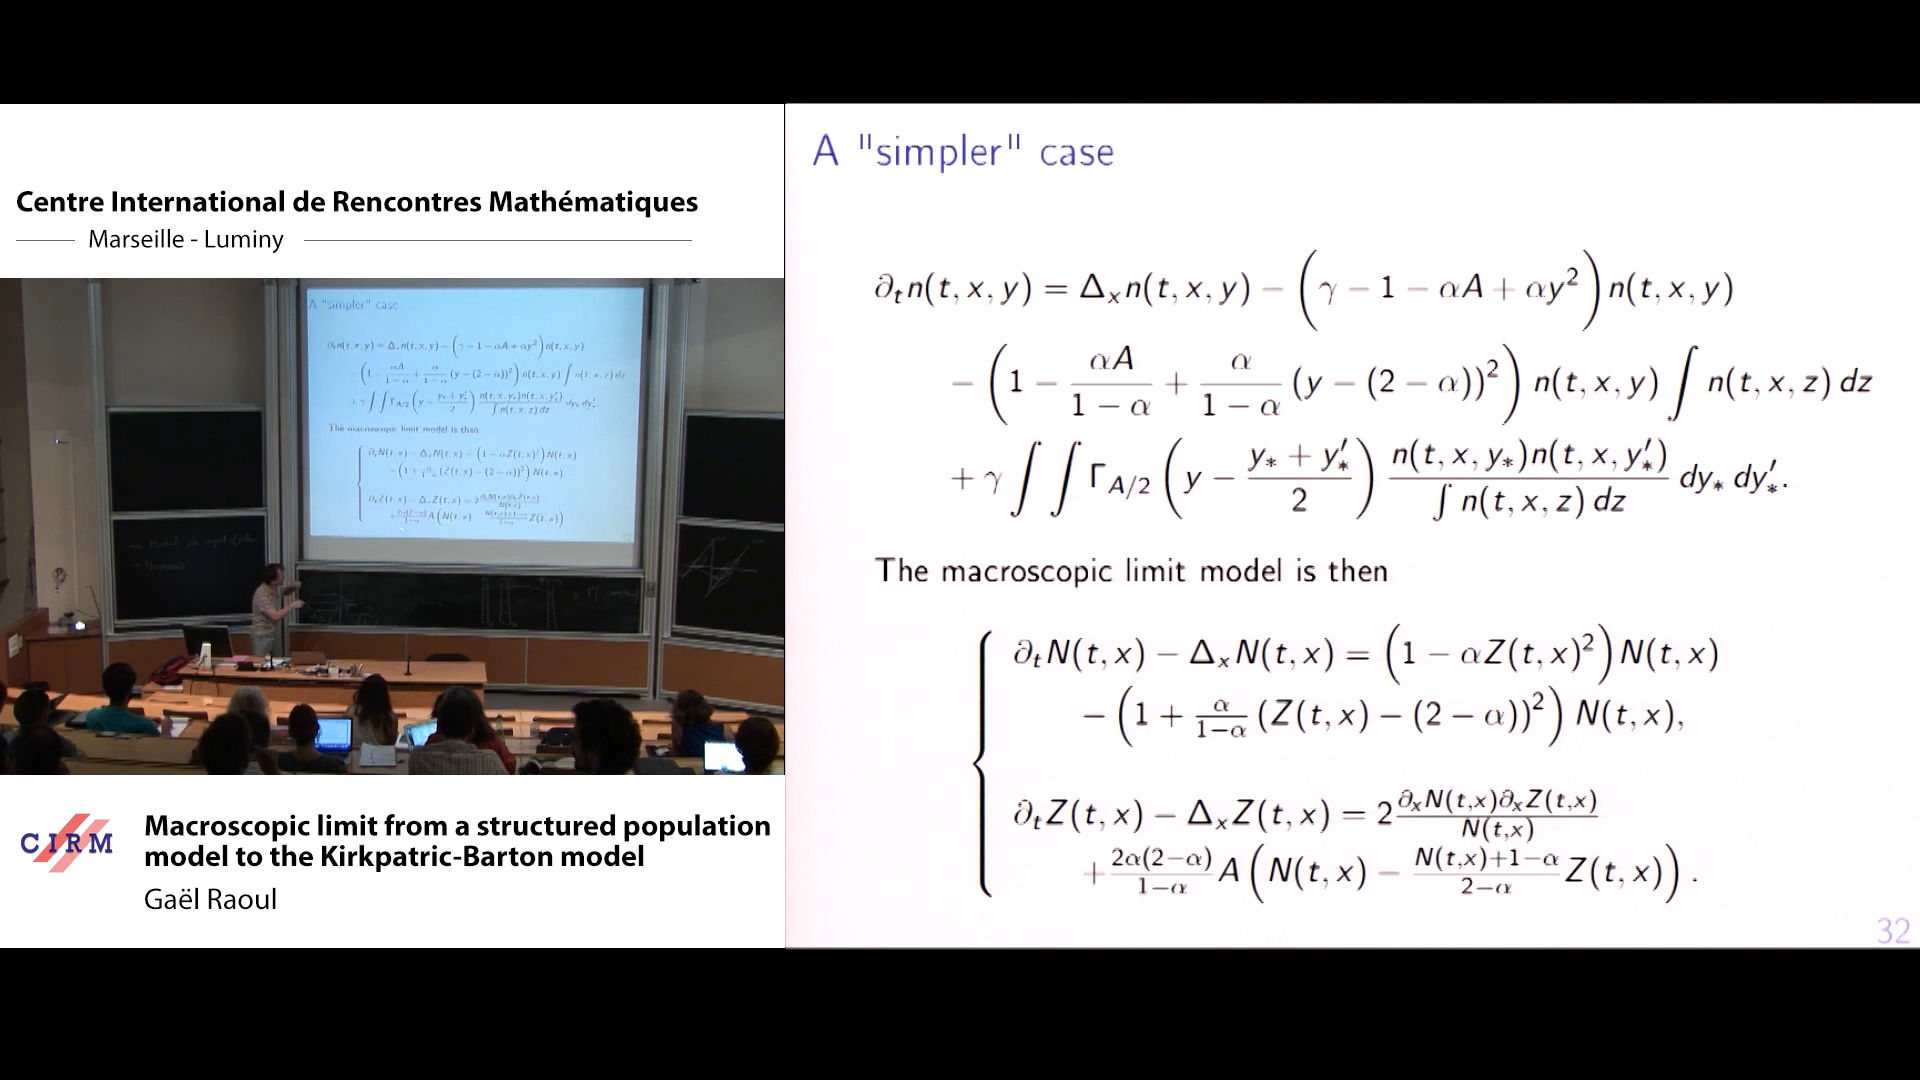 Centre International de Rencontres Mathématiques
Marseille - Luminy
CIRM
Macroscopic limit from a structured population
model to the Kirkpatric-Barton model
Gaël Raoul
A "simpler" case
∂ₜn(t, x, y) = Δₓn(t, x, y) − (γ − 1 − αA + αy²) n(t, x, y)
− (1 − αA/(1 − α) + α/(1 − α) (y − (2 − α))²) n(t, x, y) ∫ n(t, x, z) dz
+ γ ∫ ∫ Γ_{A/2} (y − (y_* + y′_*)/2) n(t, x, y_*)n(t, x, y′_*)/∫ n(t, x, z) dz dy_* dy′_*.
The macroscopic limit model is then
∂ₜN(t, x) − ΔₓN(t, x) = (1 − αZ(t, x)²) N(t, x)
− (1 + α/(1−α) (Z(t, x) − (2 − α))²) N(t, x),
∂ₜZ(t, x) − ΔₓZ(t, x) = 2 ∂ₓN(t,x)∂ₓZ(t,x)/N(t,x)
+ 2α(2−α)/(1−α) A (N(t, x) − (N(t,x)+1−α)/(2−α) Z(t, x)) .
32